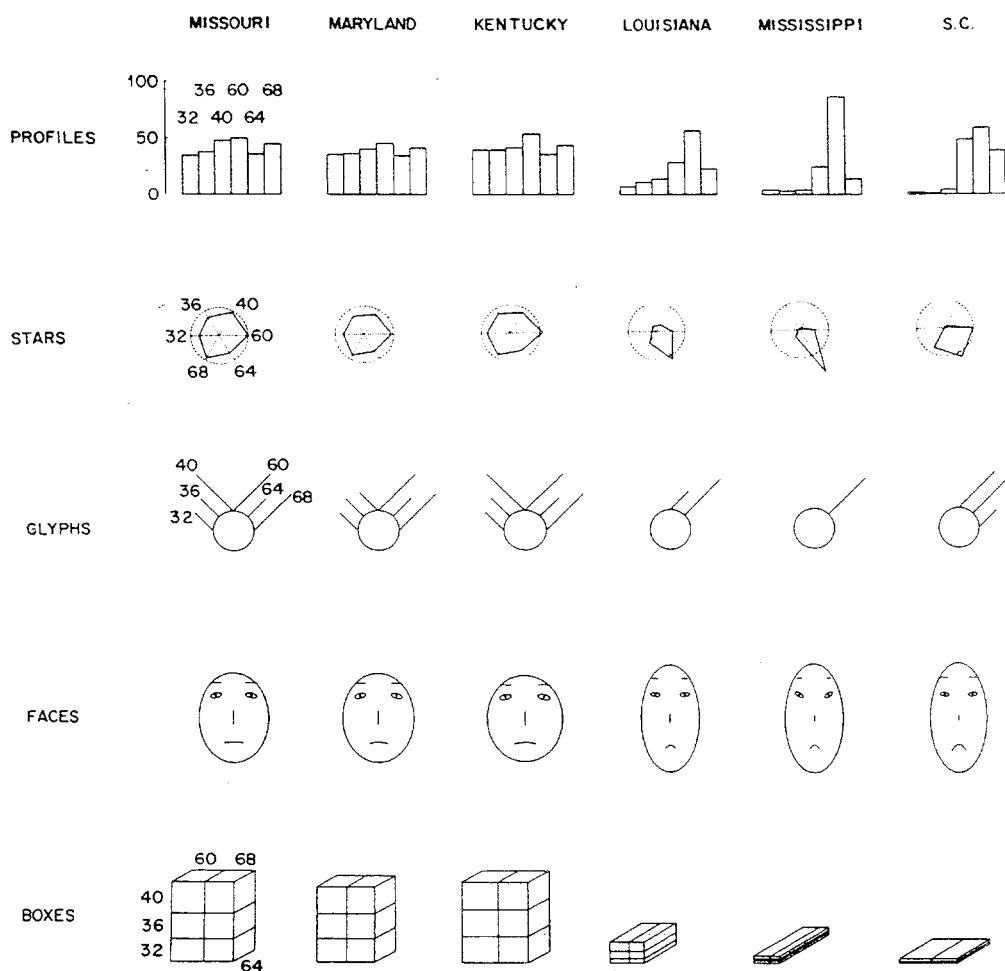 MISSOURI MARYLAND KENTUCKY LOUISIANA MISSISSIPPI S.C.
100
36 60 68
32 40 64
PROFILES
50
0
36 40
STARS
32 60
68 64
40 60
36 64 68
32
GLYPHS
FACES
60 68
40
BOXES
36
32
64